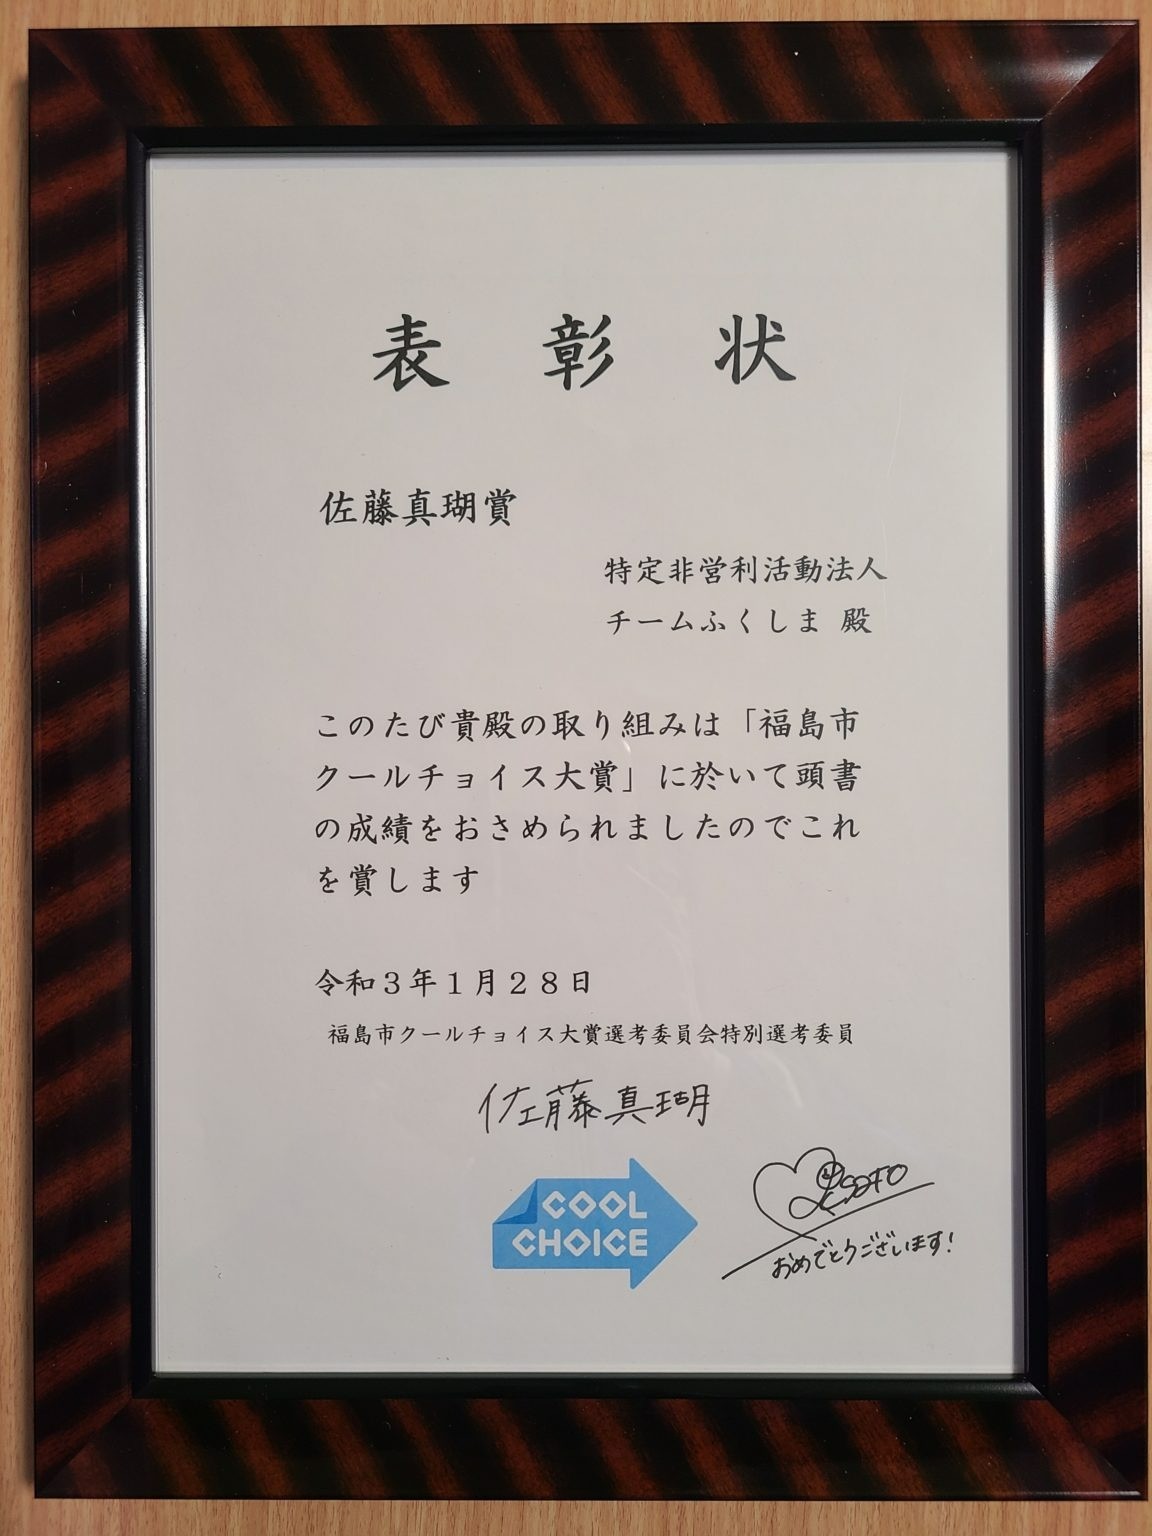 表彰状
佐藤真瑚賞
特定非営利活動法人
チームふくしま 殿
このたび貴殿の取り組みは「福島市
クールチョイス大賞」に於いて頭書
の成績をおさめられましたのでこれ
を賞します
令和3年1月28日
福島市クールチョイス大賞選考委員会特別選考委員
佐藤真瑚
COOL
CHOICE
おめでとうございます!